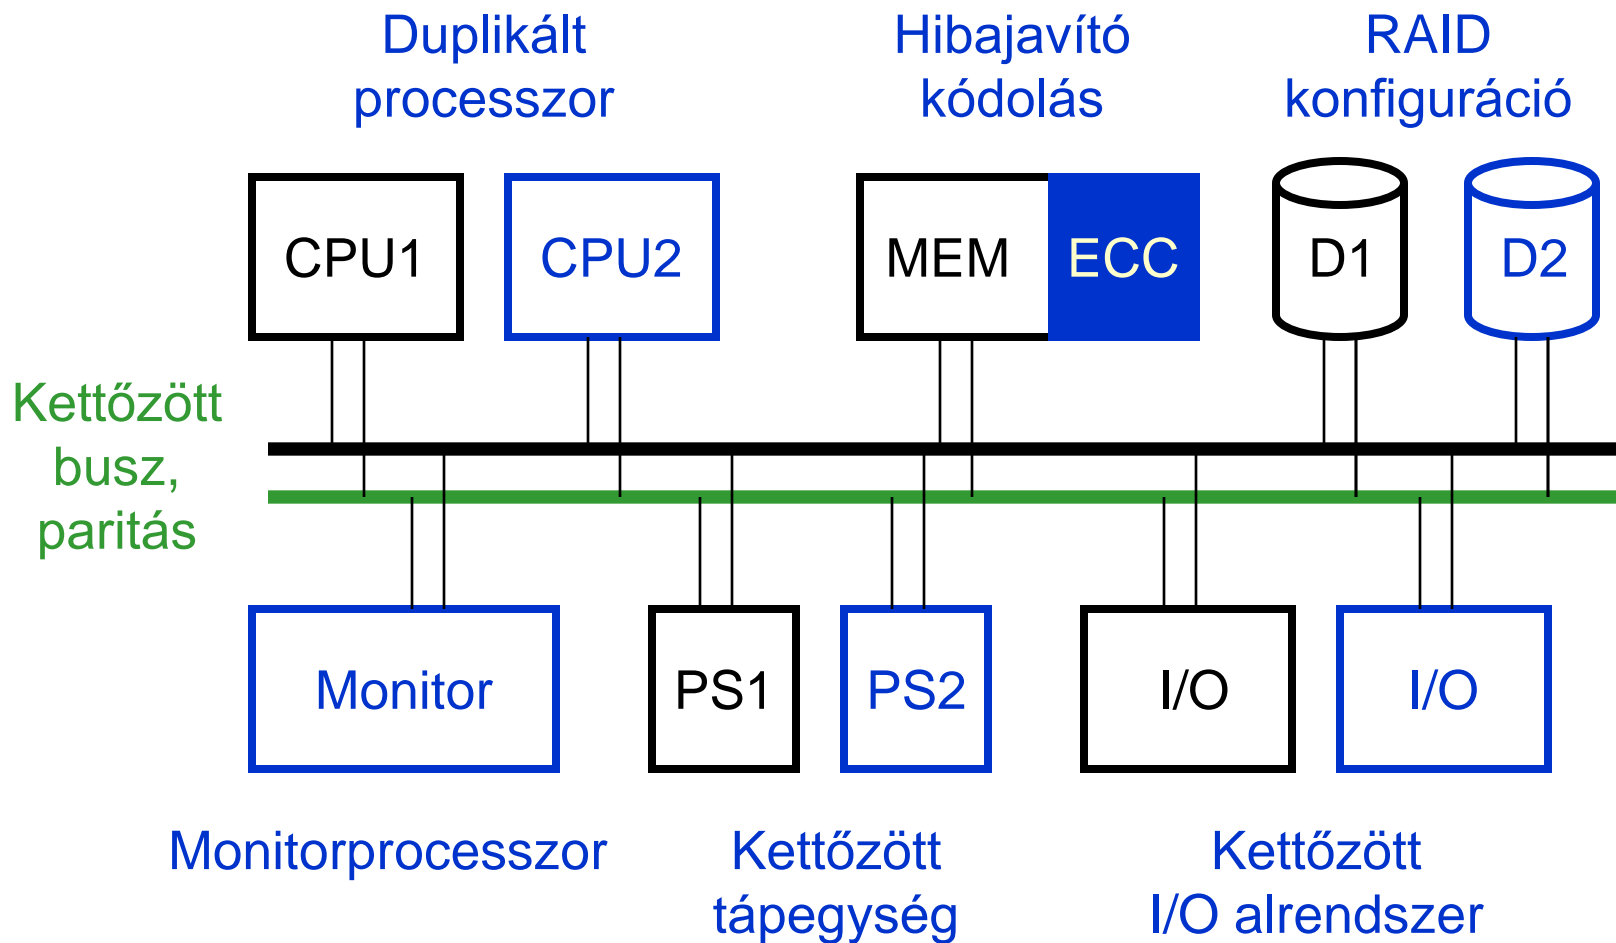 Duplikált
processzor
Hibajavító
kódolás
RAID
konfiguráció
CPU1
CPU2
MEM
ECC
D1
D2
Kettőzött
busz,
paritás
Monitor
PS1
PS2
I/O
I/O
Monitorprocesszor
Kettőzött
tápegység
Kettőzött
I/O alrendszer